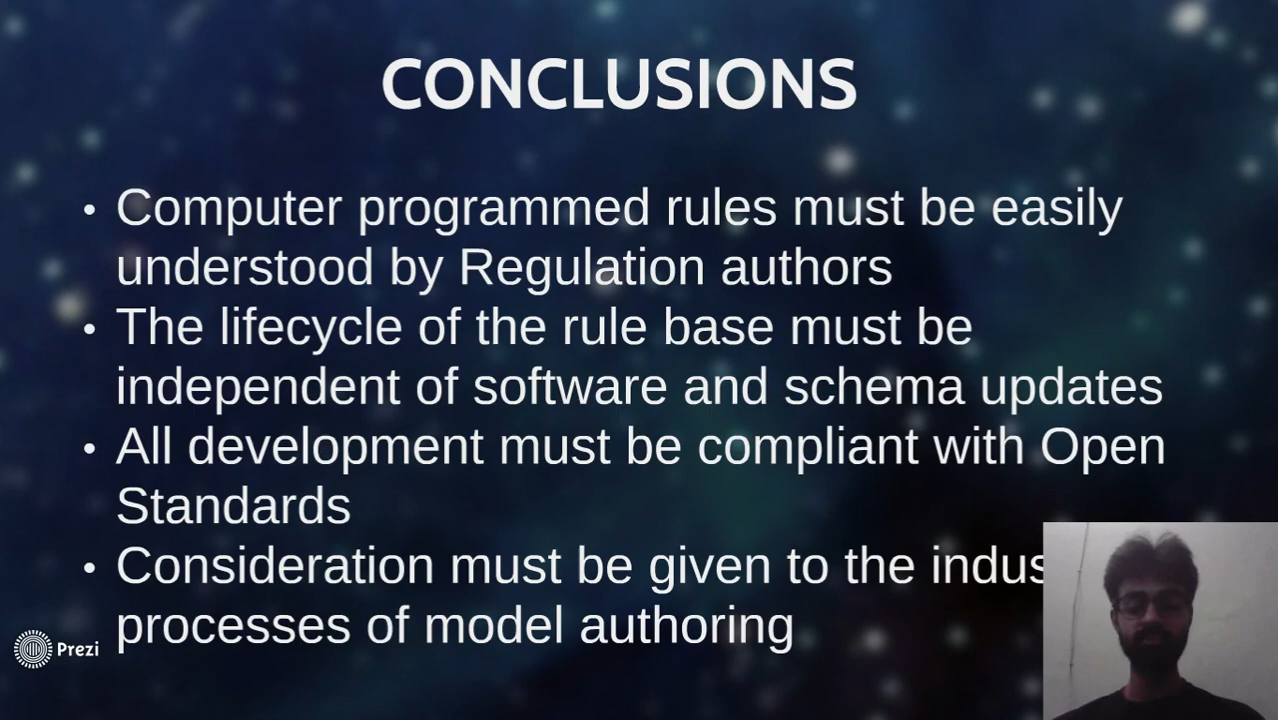 CONCLUSIONS
• Computer programmed rules must be easily
understood by Regulation authors
• The lifecycle of the rule base must be
independent of software and schema updates
• All development must be compliant with Open
Standards
• Consideration must be given to the
processes of model authoring
Prezi